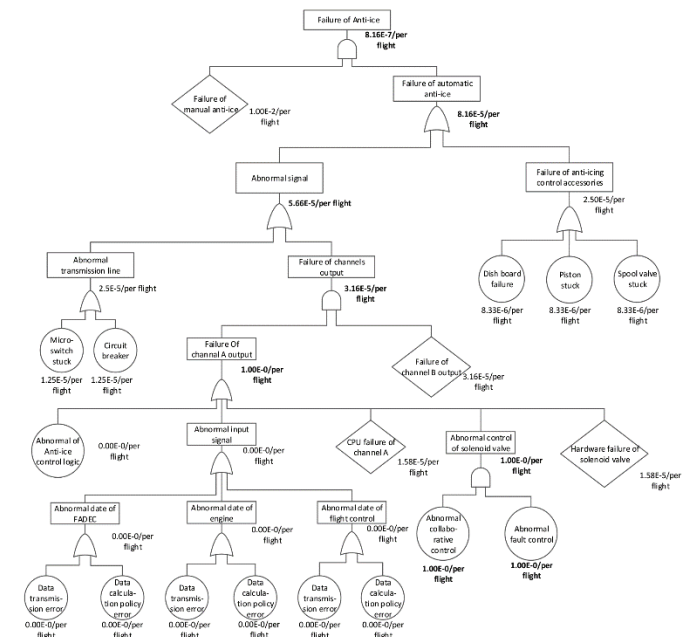 Failure of Anti-ice
8.16E-7/per
flight
Failure of
manual anti-ice
1.00E-2/per
flight
Failure of automatic
anti-ice
8.16E-5/per
flight
Abnormal signal
5.66E-5/per flight
Failure of anti-icing
control accessories
2.50E-5/per
flight
Abnormal
transmission line
2.5E-5/per flight
Failure of channels
output
3.16E-5/per
flight
Dish board
failure
8.33E-6/per
flight
Piston
stuck
8.33E-6/per
flight
Spool valve
stuck
8.33E-6/per
flight
Micro-
switch
stuck
1.25E-5/per
flight
Circuit
breaker
1.25E-5/per
flight
Failure Of
channel A output
1.00E-0/per
flight
Failure of
channel B output
3.16E-5/per
flight
Abnormal of
Anti-ice
control logic
0.00E-0/per
flight
Abnormal input
signal
0.00E-0/per
flight
CPU failure of
channel A
1.58E-5/per
flight
Abnormal control
of solenoid valve
1.00E-0/per
flight
Hardware failure of
solenoid valve
1.58E-5/per
flight
Abnormal date of
FADEC
0.00E-0/per
flight
Abnormal date of
engine
0.00E-0/per
flight
Abnormal date of
flight control
0.00E-0/per
flight
Abnormal
collabo-
rative
control
1.00E-0/per
flight
Abnormal
fault control
1.00E-0/per
flight
Data
transmis-
sion error
0.00E-0/per
flight
Data
calcula-
tion policy
error
0.00E-0/per
flight
Data
transmis-
sion error
0.00E-0/per
flight
Data
calcula-
tion policy
error
0.00E-0/per
flight
Data
transmis-
sion error
0.00E-0/per
flight
Data
calcula-
tion policy
error
0.00E-0/per
flight